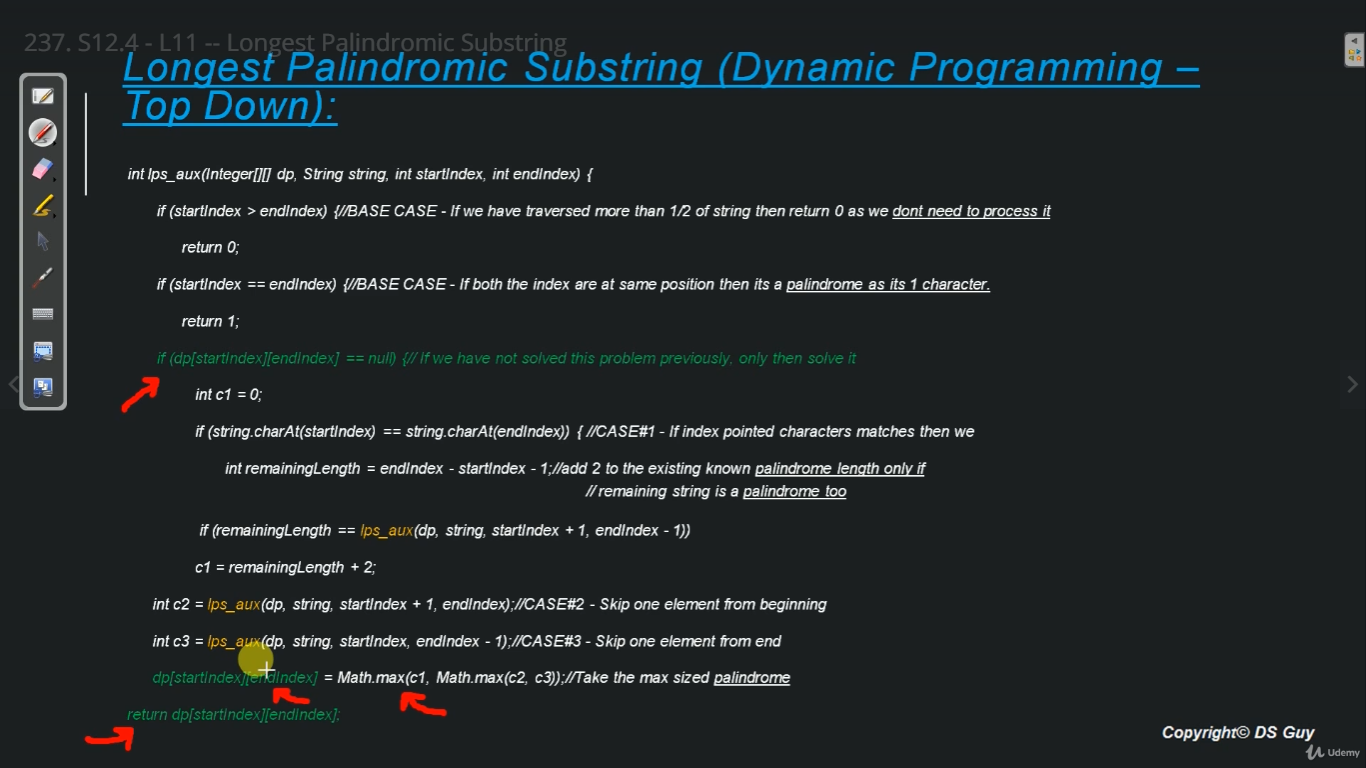 237. S12.4 - L11 -- Longest Palindromic Substring
Longest Palindromic Substring (Dynamic Programming –
Top Down):
int lps_aux(Integer[][] dp, String string, int startIndex, int endIndex) {
if (startIndex > endIndex) {//BASE CASE - If we have traversed more than 1/2 of string then return 0 as we dont need to process it
return 0;
if (startIndex == endIndex) {//BASE CASE - If both the index are at same position then its a palindrome as its 1 character.
return 1;
if (dp[startIndex][endIndex] == null) {// If we have not solved this problem previously, only then solve it
int c1 = 0;
if (string.charAt(startIndex) == string.charAt(endIndex)) { //CASE#1 - If index pointed characters matches then we
int remainingLength = endIndex - startIndex - 1;//add 2 to the existing known palindrome length only if
// remaining string is a palindrome too
if (remainingLength == lps_aux(dp, string, startIndex + 1, endIndex - 1))
c1 = remainingLength + 2;
int c2 = lps_aux(dp, string, startIndex + 1, endIndex);//CASE#2 - Skip one element from beginning
int c3 = lps_aux(dp, string, startIndex, endIndex - 1);//CASE#3 - Skip one element from end
dp[startIndex][endIndex] = Math.max(c1, Math.max(c2, c3));//Take the max sized palindrome
return dp[startIndex][endIndex];
Copyright© DS Guy
Udemy